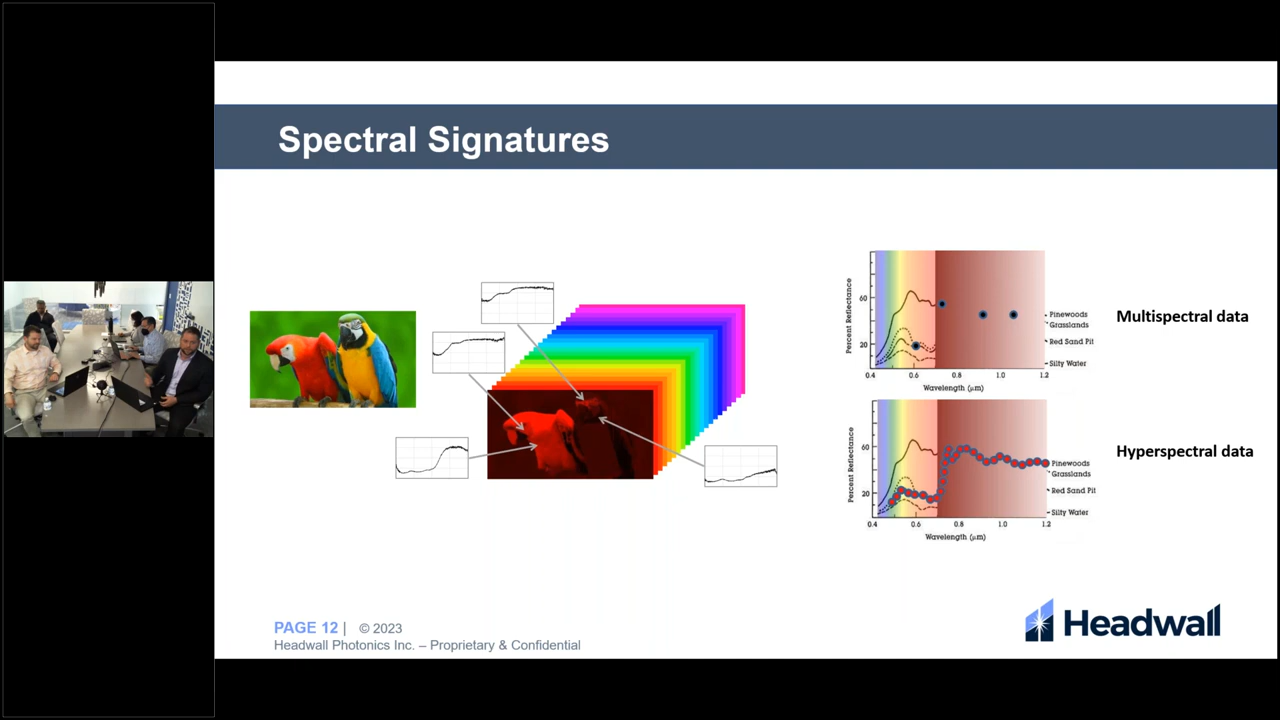 Spectral Signatures
Percent Reflectance
60
20
0.4
0.6
0.8
1.0
1.2
Wavelength (μm)
Pinewoods
Grasslands
Red Sand Pit
Silty Water
Multispectral data
Percent Reflectance
60
20
0.4
0.6
0.8
1.0
1.2
Wavelength (μm)
Pinewoods
Grasslands
Red Sand Pit
Silty Water
Hyperspectral data
PAGE 12 | © 2023
Headwall Photonics Inc. – Proprietary & Confidential
Headwall